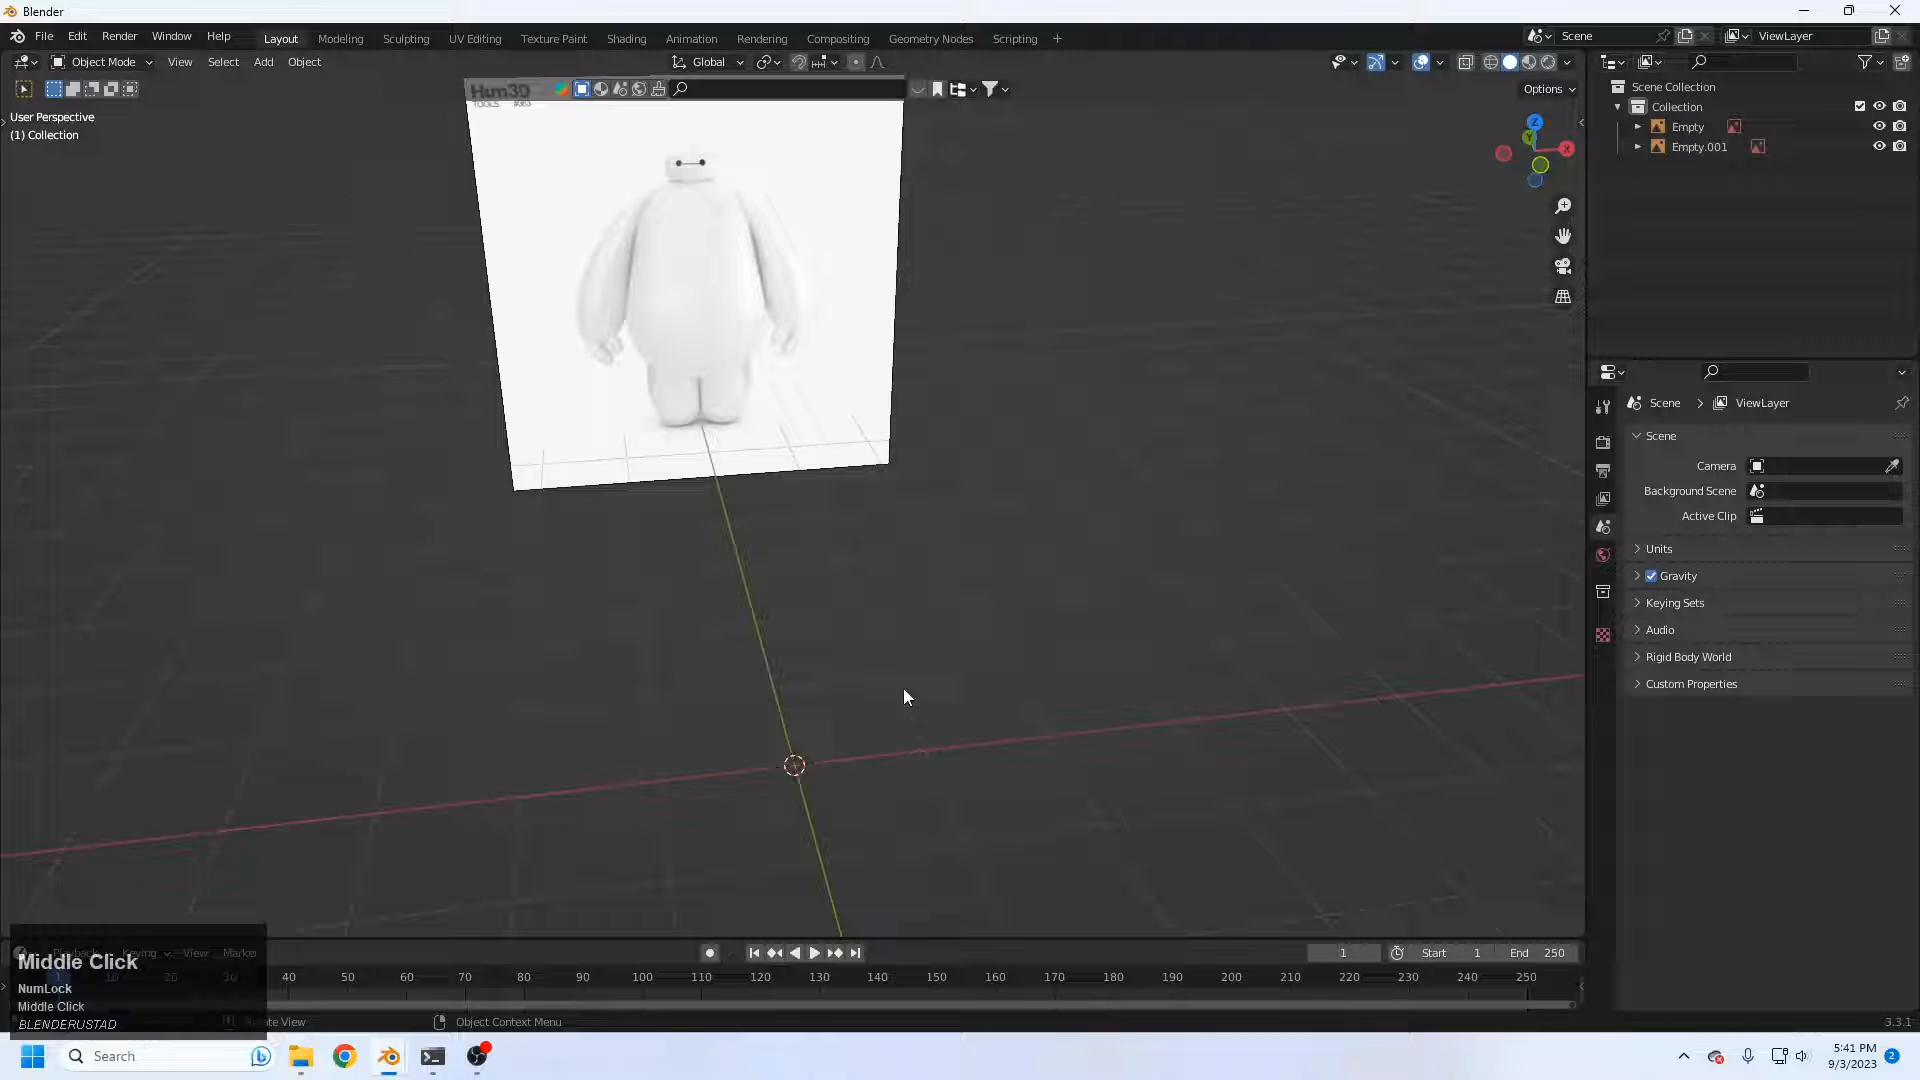 Blender
File Edit Render Window Help
Layout Modeling Sculpting UV Editing Texture Paint Shading Animation Rendering Compositing Geometry Nodes Scripting +
Scene
ViewLayer
Object Mode View Select Add Object
Global
Options
User Perspective
(1) Collection
Hum3D
TOOLS
Z
Y
X
Scene Collection
Collection
Empty
Empty.001
Scene > ViewLayer
Scene
Camera
Background Scene
Active Clip
Units
Gravity
Keying Sets
Audio
Rigid Body World
Custom Properties
Playback Keying View Marker
1 Start 1 End 250
10 20 30 40 50 60 70 80 90 100 110 120 130 140 150 160 170 180 190 200 210 220 230 240 250
Middle Click
NumLock
Middle Click
BLENDERUSTAD
Rotate View
Object Context Menu
3.3.1
Search
5:41 PM
9/3/2023
2